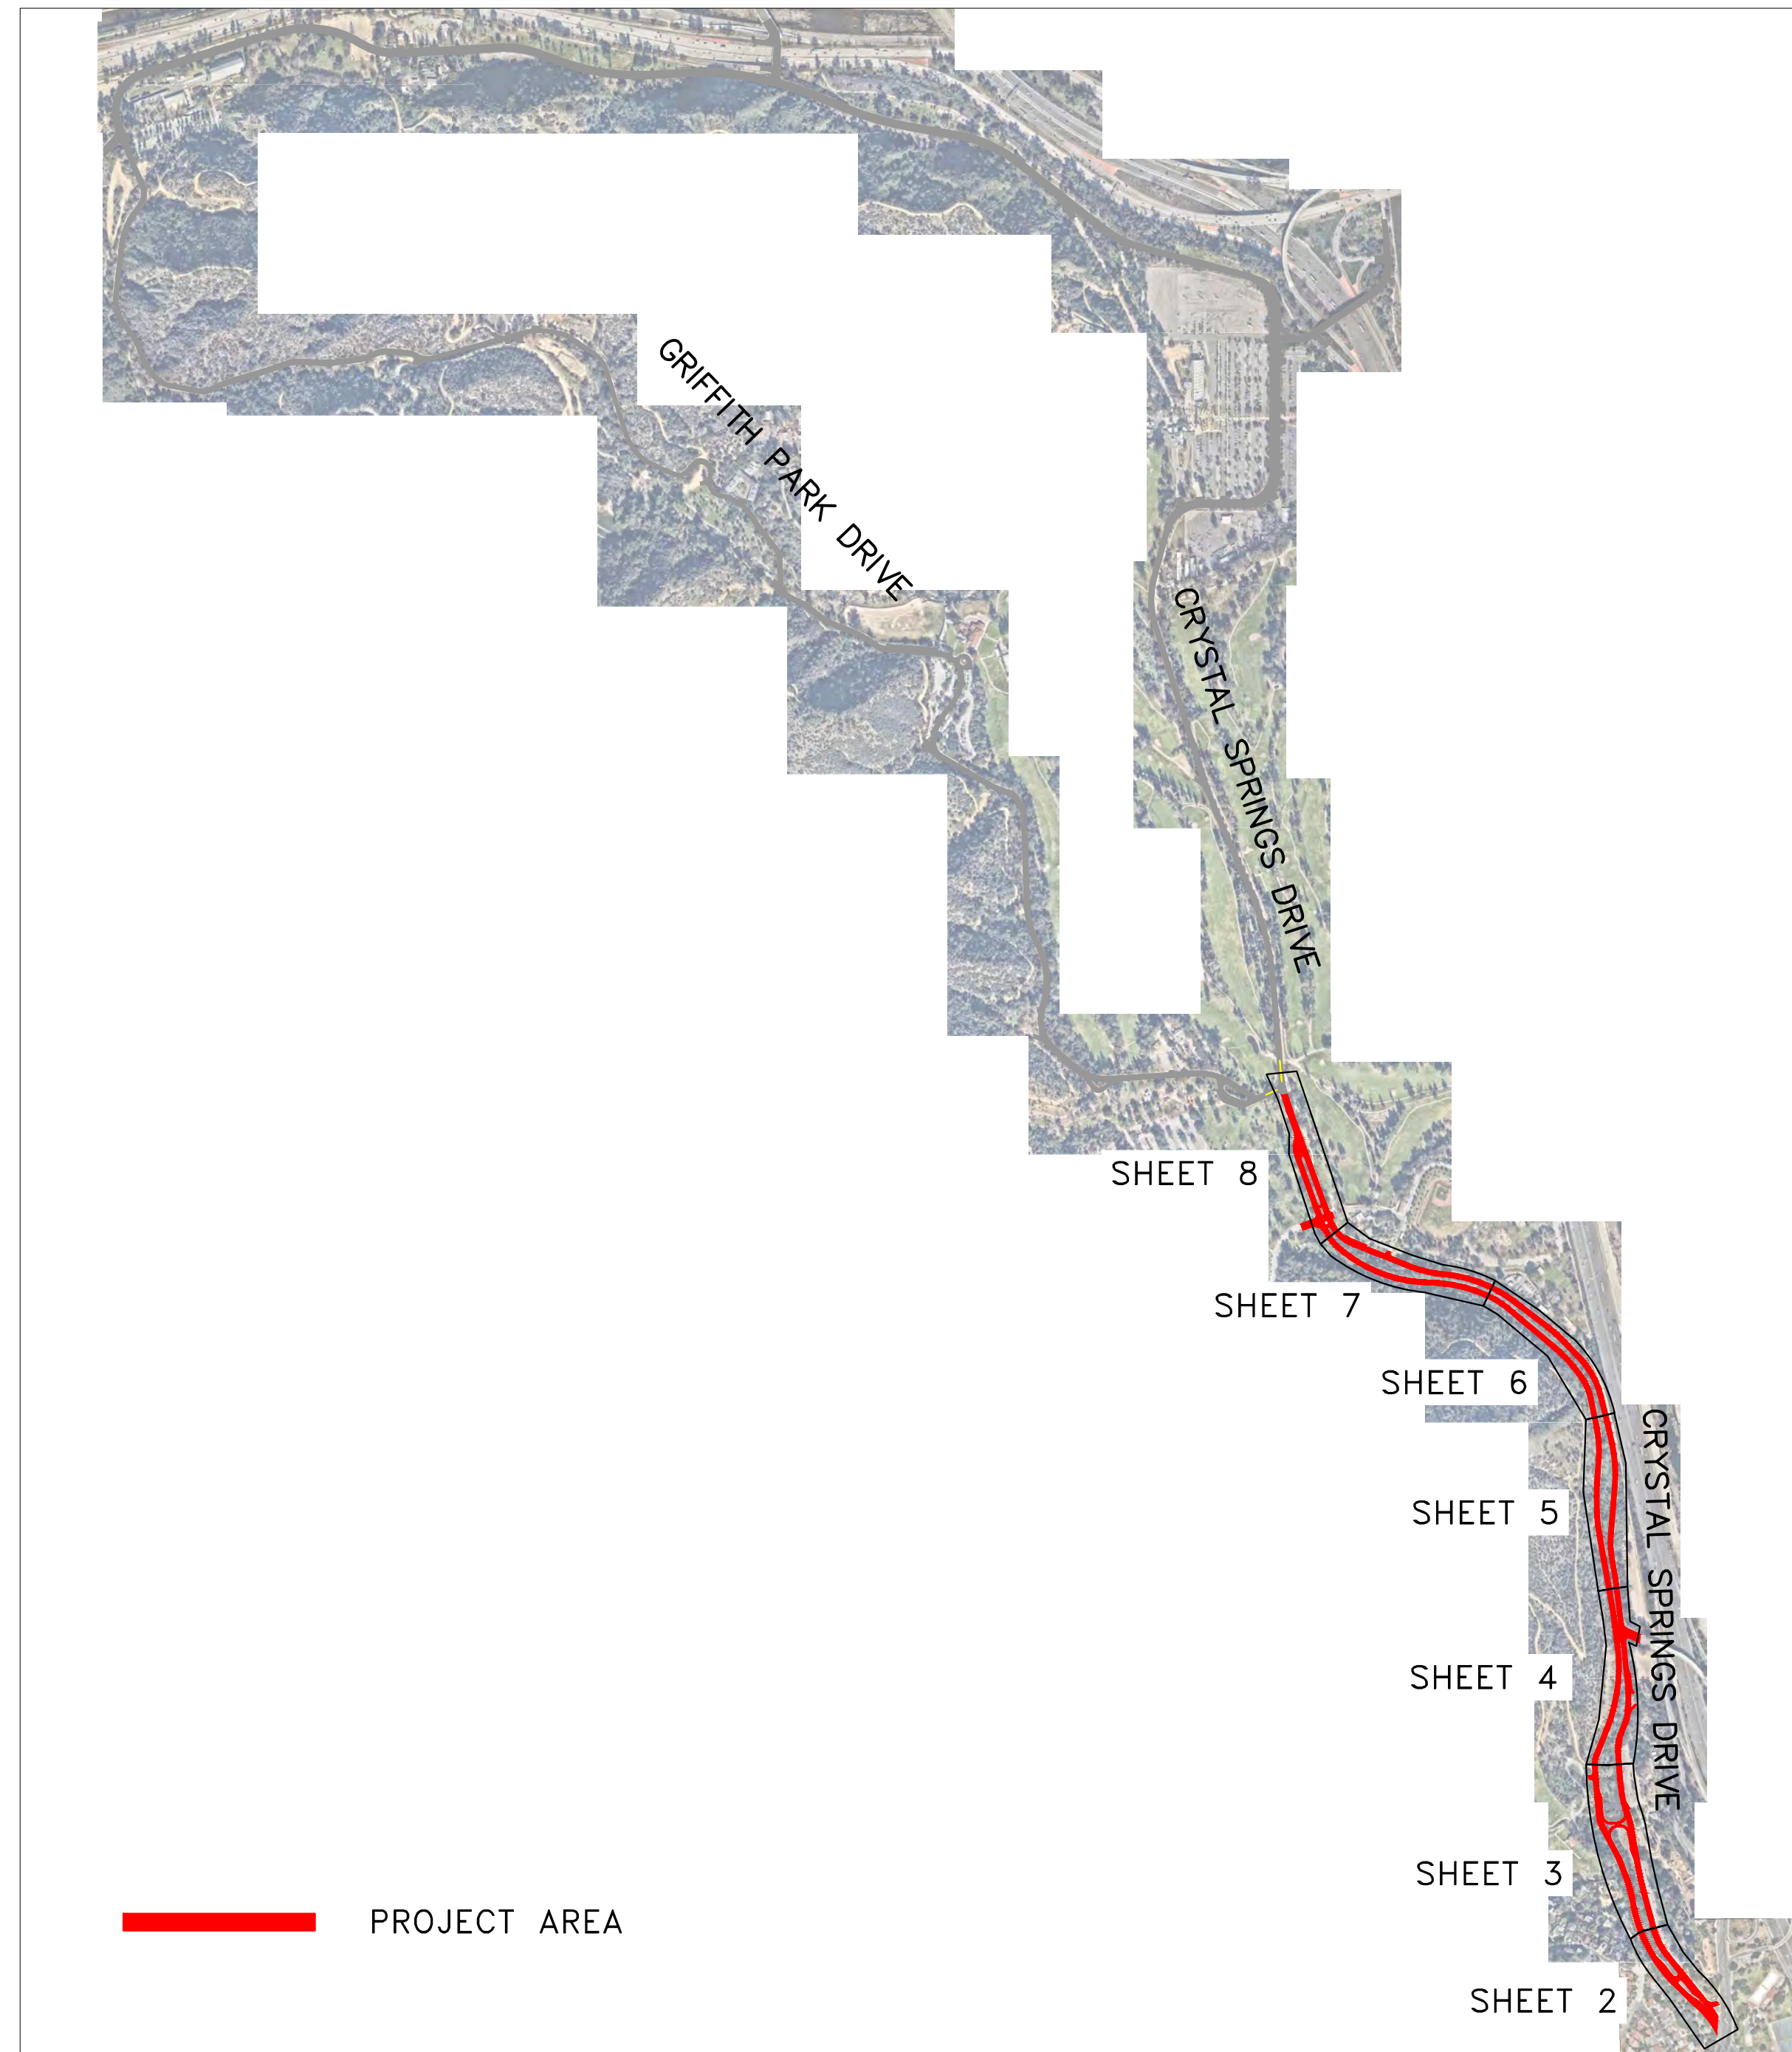 GRIFFITH PARK DRIVE
CRYSTAL SPRINGS DRIVE
SHEET 8
SHEET 7
SHEET 6
CRYSTAL SPRINGS DRIVE
SHEET 5
SHEET 4
SHEET 3
PROJECT AREA
SHEET 2